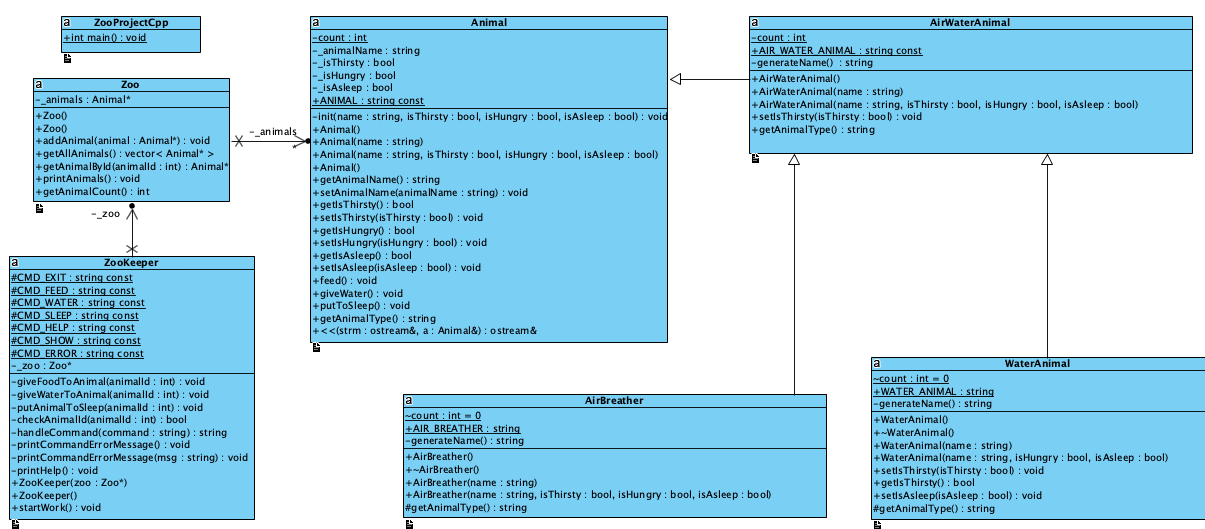 a ZooProjectCpp
+int main() : void
a Zoo
-_animals : Animal*
+Zoo()
+Zoo()
+addAnimal(animal : Animal*) : void
+getAllAnimals() : vector< Animal* >
+getAnimalById(animalId : int) : Animal*
+printAnimals() : void
+getAnimalCount() : int
-_animals
*
-_zoo
a ZooKeeper
#CMD_EXIT : string const
#CMD_FEED : string const
#CMD_WATER : string const
#CMD_SLEEP : string const
#CMD_HELP : string const
#CMD_SHOW : string const
#CMD_ERROR : string const
-_zoo : Zoo*
-giveFoodToAnimal(animalId : int) : void
-giveWaterToAnimal(animalId : int) : void
-putAnimalToSleep(animalId : int) : void
-checkAnimalId(animalId : int) : bool
-handleCommand(command : string) : string
-printCommandErrorMessage() : void
-printCommandErrorMessage(msg : string) : void
-printHelp() : void
+ZooKeeper(zoo : Zoo*)
+ZooKeeper()
+startWork() : void
a Animal
-count : int
-_animalName : string
-_isThirsty : bool
-_isHungry : bool
-_isAsleep : bool
+ANIMAL : string const
-init(name : string, isThirsty : bool, isHungry : bool, isAsleep : bool) : void
+Animal()
+Animal(name : string)
+Animal(name : string, isThirsty : bool, isHungry : bool, isAsleep : bool)
+Animal()
+getAnimalName() : string
+setAnimalName(animalName : string) : void
+getIsThirsty() : bool
+setIsThirsty(isThirsty : bool) : void
+getIsHungry() : bool
+setIsHungry(isHungry : bool) : void
+getIsAsleep() : bool
+setIsAsleep(isAsleep : bool) : void
+feed() : void
+giveWater() : void
+putToSleep() : void
+getAnimalType() : string
+<<(strm : ostream&, a : Animal&) : ostream&
a AirWaterAnimal
-count : int
+AIR_WATER_ANIMAL : string const
-generateName() : string
+AirWaterAnimal()
+AirWaterAnimal(name : string)
+AirWaterAnimal(name : string, isThirsty : bool, isHungry : bool, isAsleep : bool)
+setIsThirsty(isThirsty : bool) : void
+getAnimalType() : string
a AirBreather
~count : int = 0
+AIR_BREATHER : string
-generateName() : string
+AirBreather()
+~AirBreather()
+AirBreather(name : string)
+AirBreather(name : string, isThirsty : bool, isHungry : bool, isAsleep : bool)
#getAnimalType() : string
a WaterAnimal
~count : int = 0
+WATER_ANIMAL : string
-generateName() : string
+WaterAnimal()
+~WaterAnimal()
+WaterAnimal(name : string)
+WaterAnimal(name : string, isHungry : bool, isAsleep : bool)
+setIsThirsty(isThirsty : bool) : void
+getIsThirsty() : bool
+setIsAsleep(isAsleep : bool) : void
#getAnimalType() : string